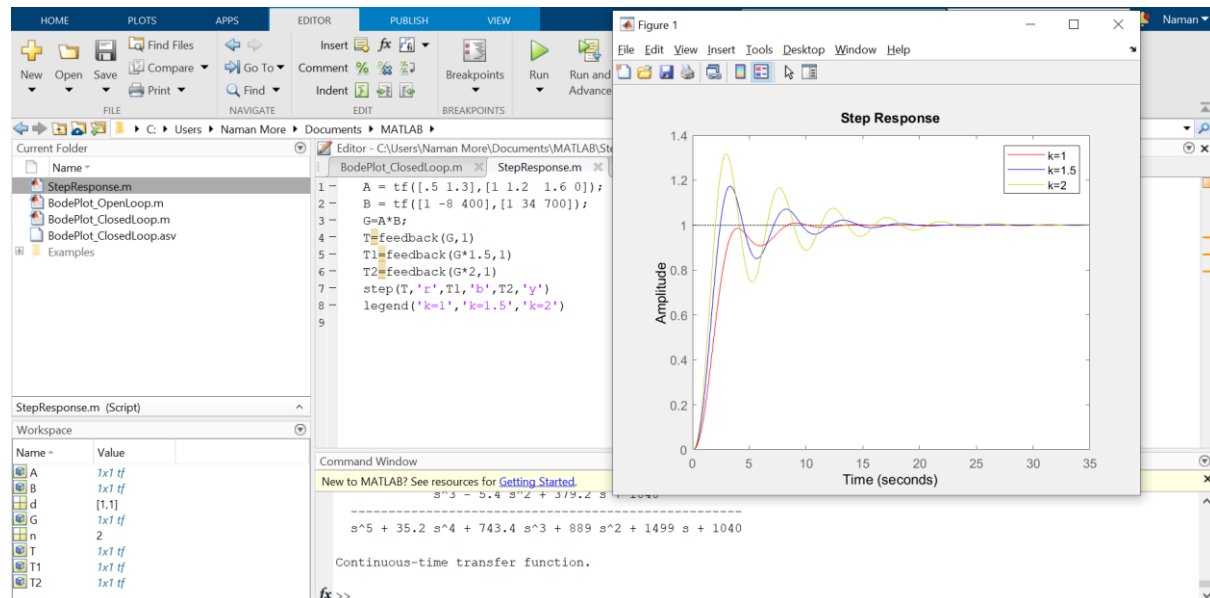 HOME PLOTS APPS EDITOR PUBLISH VIEW
Naman
New Open Save
Find Files
Compare
Print
FILE
Go To
Find
NAVIGATE
Insert fx
Comment %
Indent
EDIT
Breakpoints
BREAKPOINTS
Run
Run and
Advance
C: Users Naman More Documents MATLAB
Current Folder
Name
StepResponse.m
BodePlot_OpenLoop.m
BodePlot_ClosedLoop.m
BodePlot_ClosedLoop.asv
Examples
StepResponse.m (Script)
Workspace
Name Value
A 1x1 tf
B 1x1 tf
d [1,1]
G 1x1 tf
n 2
T 1x1 tf
T1 1x1 tf
T2 1x1 tf
Editor - C:\Users\Naman More\Documents\MATLAB\Ste
BodePlot_ClosedLoop.m StepResponse.m
1 - A = tf([.5 1.3],[1 1.2 1.6 0]);
2 - B = tf([1 -8 400],[1 34 700]);
3 - G=A*B;
4 - T=feedback(G,1)
5 - T1=feedback(G*1.5,1)
6 - T2=feedback(G*2,1)
7 - step(T,'r',T1,'b',T2,'y')
8 - legend('k=1','k=1.5','k=2')
9
Command Window
New to MATLAB? See resources for Getting Started.
s^3 - 5.4 s^2 + 379.2 s + 1040
------------------------------------------------
s^5 + 35.2 s^4 + 743.4 s^3 + 889 s^2 + 1499 s + 1040
Continuous-time transfer function.
fx >>
Figure 1
File Edit View Insert Tools Desktop Window Help
Step Response
k=1
k=1.5
k=2
1.4
1.2
1
0.8
0.6
0.4
0.2
0
Amplitude
0 5 10 15 20 25 30 35
Time (seconds)